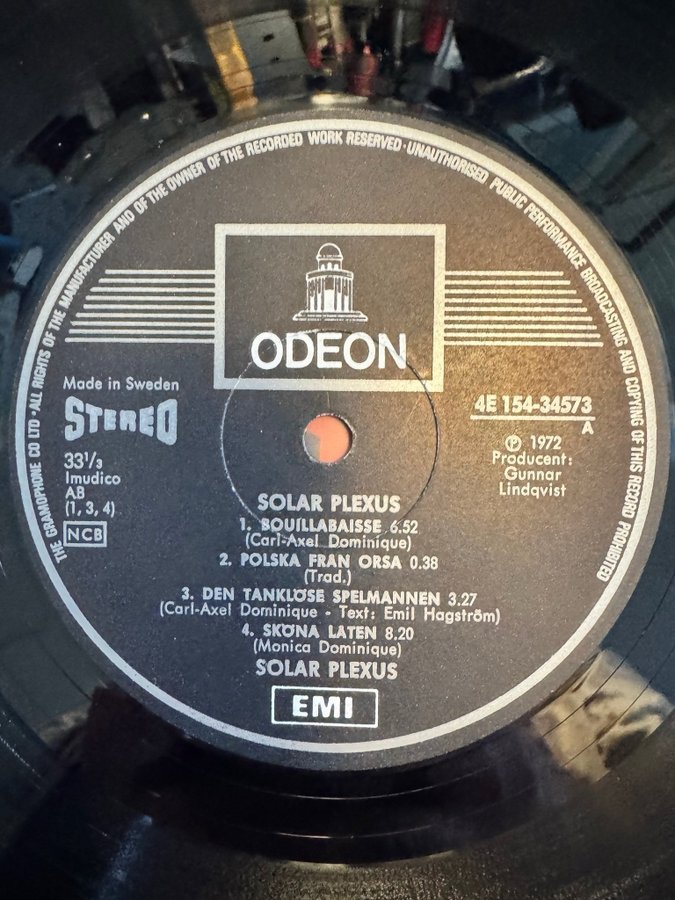 THE GRAMOPHONE CO LTD · ALL RIGHTS OF THE MANUFACTURER AND OF THE OWNER OF THE RECORDED WORK RESERVED · UNAUTHORISED PUBLIC PERFORMANCE BROADCASTING AND COPYING OF THIS RECORD PROHIBITED
ODEON
Made in Sweden
STEREO
33 1/3
Imudico
AB
(1, 3, 4)
NCB
4E 154-34573
A
℗ 1972
Producent:
Gunnar
Lindqvist
SOLAR PLEXUS
1. BOUILLABAISSE 6.52
(Carl-Axel Dominique)
2. POLSKA FRAN ORSA 0.38
(Trad.)
3. DEN TANKLÖSE SPELMANNEN 3.27
(Carl-Axel Dominique - Text: Emil Hagström)
4. SKÖNA LATEN 8.20
(Monica Dominique)
SOLAR PLEXUS
EMI